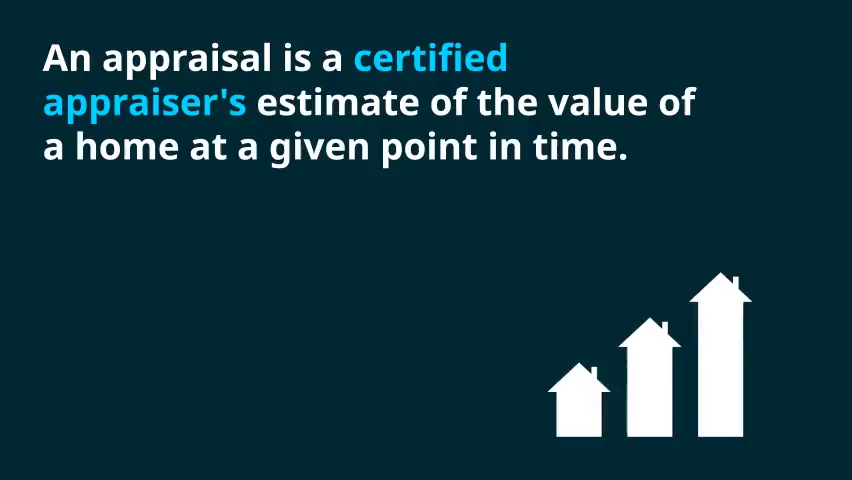 An appraisal is a certified
appraiser's estimate of the value of
a home at a given point in time.